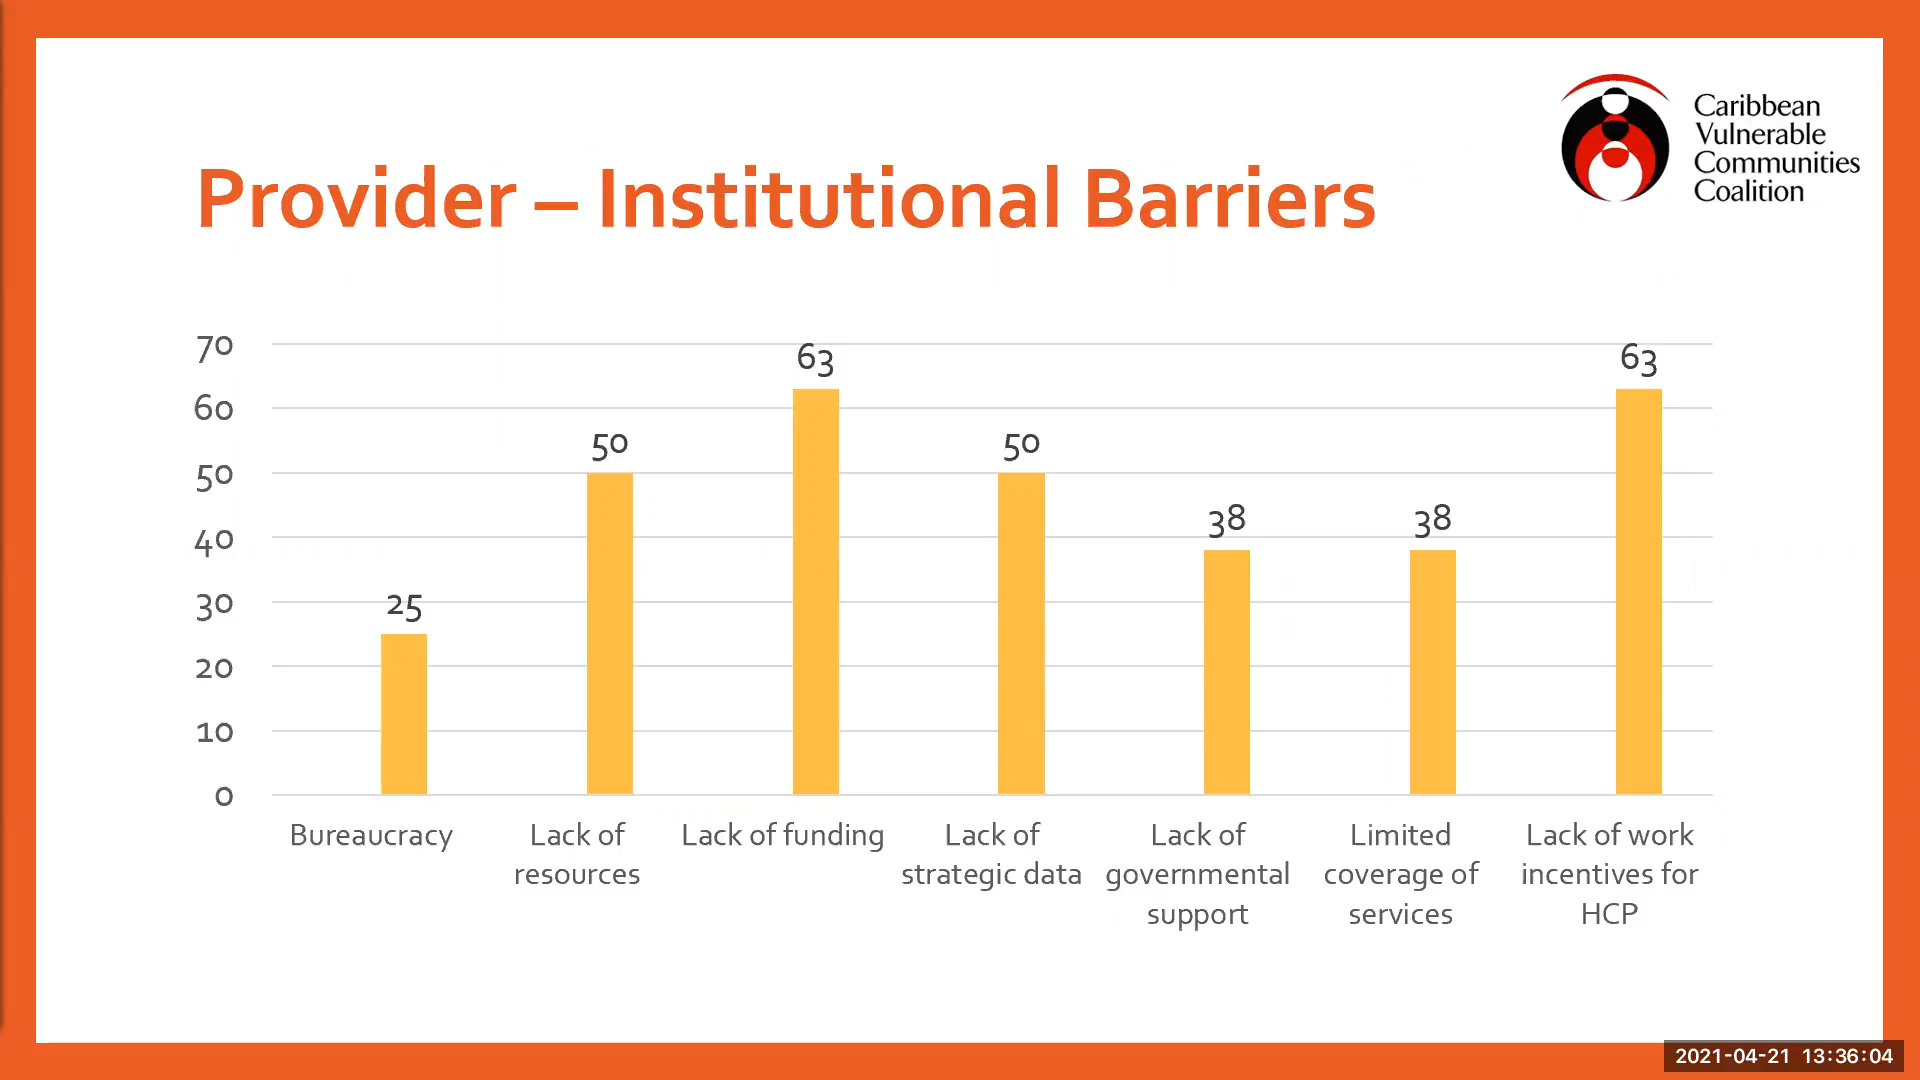 Caribbean
Vulnerable
Communities
Coalition
Provider – Institutional Barriers
70
60
50
40
30
20
10
0
25
50
63
50
38
38
63
Bureaucracy
Lack of
resources
Lack of funding
Lack of
strategic data
Lack of
governmental
support
Limited
coverage of
services
Lack of work
incentives for
HCP
2021-04-21 13:36:04